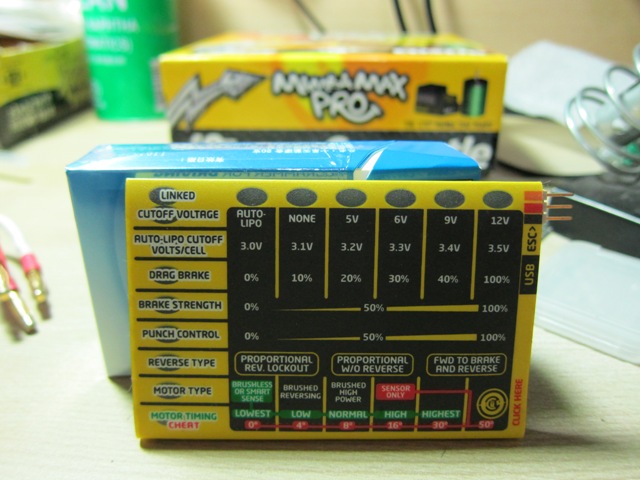 MAMBAMAX
PRO
LINKED
CUTOFF VOLTAGE AUTO-LIPO NONE 5V 6V 9V 12V
AUTO-LIPO CUTOFF VOLTS/CELL 3.0V 3.1V 3.2V 3.3V 3.4V 3.5V
DRAG BRAKE 0% 10% 20% 30% 40% 100%
BRAKE STRENGTH 0% 50% 100%
PUNCH CONTROL 0% 50% 100%
REVERSE TYPE PROPORTIONAL REV. LOCKOUT PROPORTIONAL W/O REVERSE FWD TO BRAKE AND REVERSE
MOTOR TYPE BRUSHLESS OR SMART SENSE BRUSHED REVERSING BRUSHED HIGH POWER SENSOR ONLY
MOTOR TIMING LOWEST LOW NORMAL HIGH HIGHEST
CHEAT 0° 4° 8° 16° 30° 50°
USB ESC>
CLICK HERE